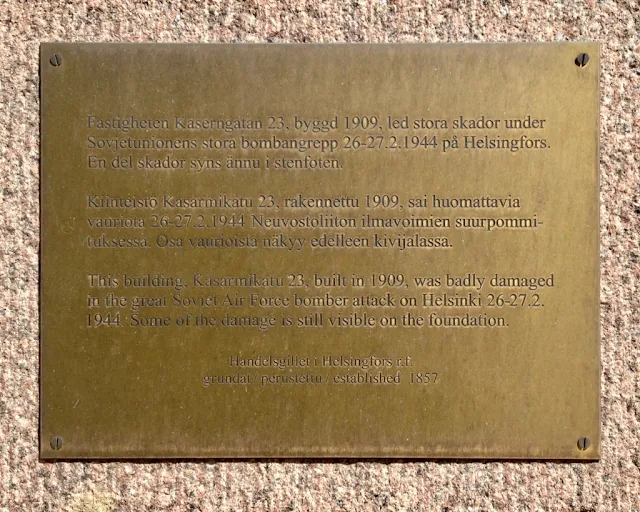 Fastigheten Kaserngatan 23, byggd 1909, led stora skador under
Sovjetunionens stora bombangrepp 26-27.2.1944 på Helsingfors.
En del skador syns ännu i stenfoten.
Kiinteistö Kasarmikatu 23, rakennettu 1909, sai huomattavia
vaurioita 26-27.2.1944 Neuvostoliiton ilmavoimien suurpommi-
tuksessa. Osa vaurioista näkyy edelleen kivijalassa.
This building, Kasarmikatu 23, built in 1909, was badly damaged
in the great Soviet Air Force bomber attack on Helsinki 26-27.2.
1944. Some of the damage is still visible on the foundation.
Handelsgillet i Helsingfors r.f.
grundat / perustettu / established 1857